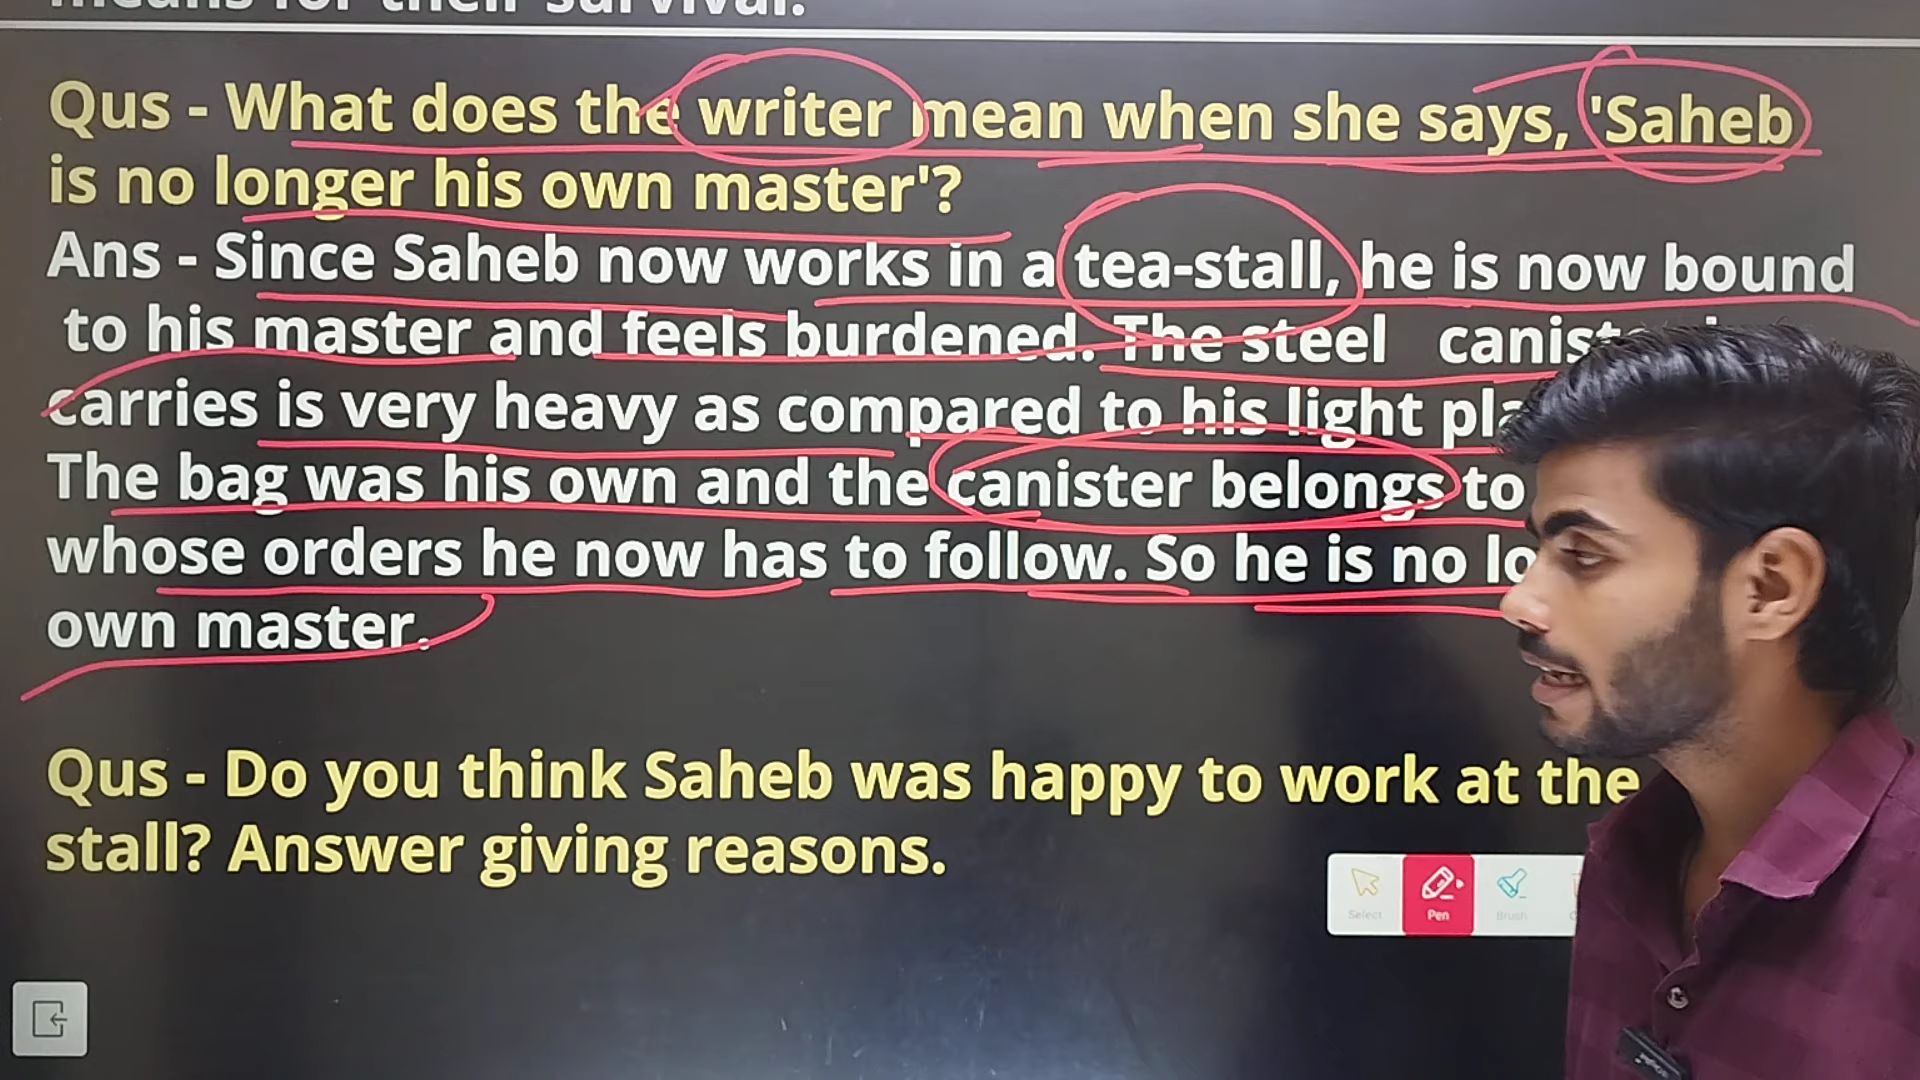 means for their survival.
Qus - What does the writer mean when she says, 'Saheb
is no longer his own master'?
Ans - Since Saheb now works in a tea-stall, he is now bound
to his master and feels burdened. The steel
carries is very heavy as compared to his light
The bag was his own and the canister belongs to
whose orders he now has to follow. So he is no
own master.
Qus - Do you think Saheb was happy to work at the
stall? Answer giving reasons.
Select Pen Brush